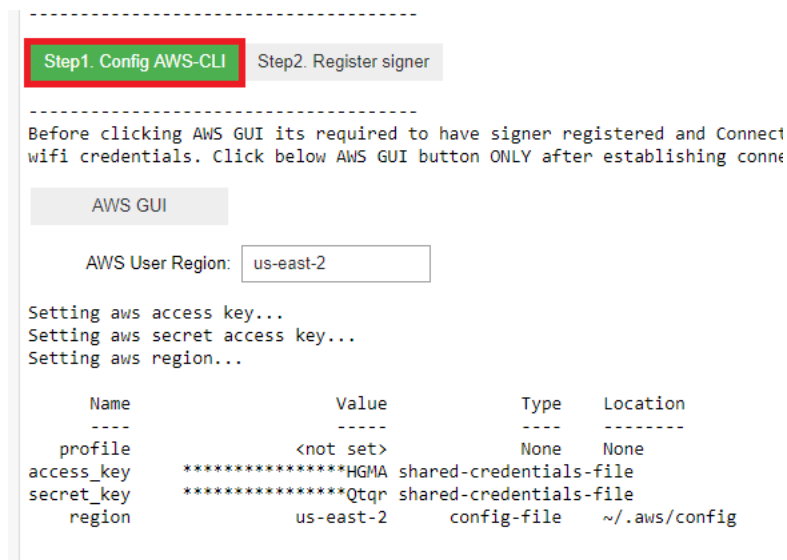 --------------------------------------
Step1. Config AWS-CLI Step2. Register signer
--------------------------------------
Before clicking AWS GUI its required to have signer registered and Connect
wifi credentials. Click below AWS GUI button ONLY after establishing conne
AWS GUI
AWS User Region: us-east-2
Setting aws access key...
Setting aws secret access key...
Setting aws region...
Name Value Type Location
---- ----- ---- --------
profile <not set> None None
access_key ****************HGMA shared-credentials-file
secret_key ****************Qtqr shared-credentials-file
region us-east-2 config-file ~/.aws/config